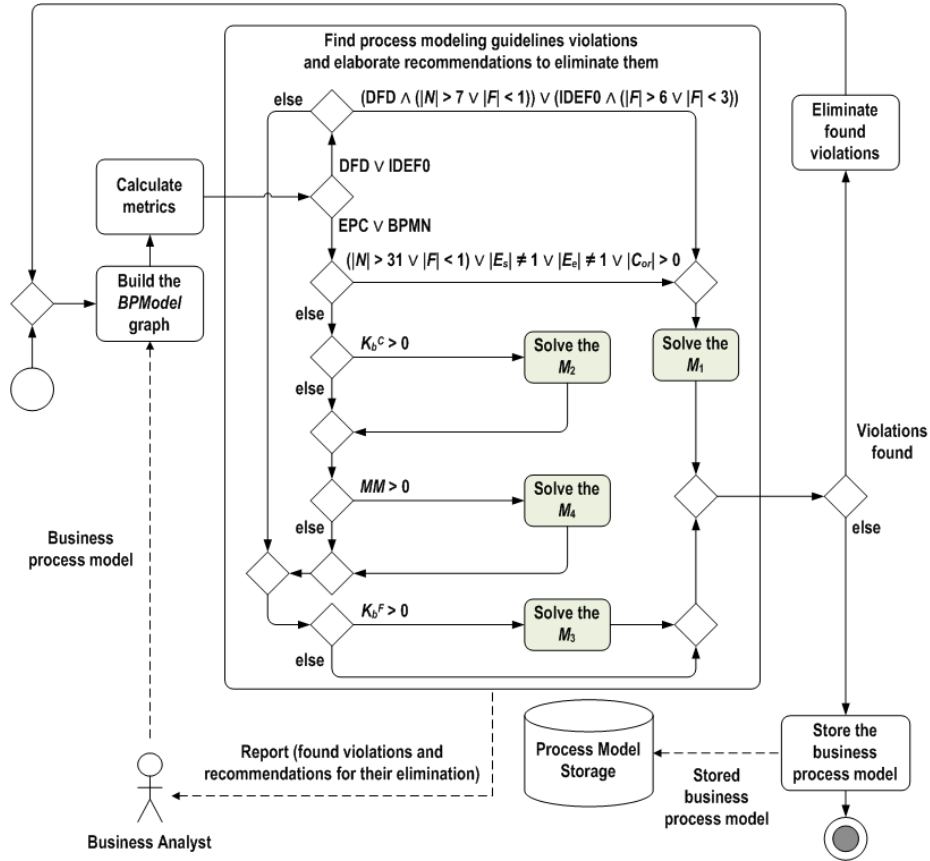 Find process modeling guidelines violations
and elaborate recommendations to eliminate them
else
(DFD ∧ (|N| > 7 ∨ |F| < 1)) ∨ (IDEF0 ∧ (|F| > 6 ∨ |F| < 3))
Eliminate
found
violations
DFD ∨ IDEF0
Calculate
metrics
EPC ∨ BPMN
(|N| > 31 ∨ |F| < 1) ∨ |Eₛ| ≠ 1 ∨ |Eₑ| ≠ 1 ∨ |Cₒᵣ| > 0
Build the
BPModel
graph
else
K_b^C > 0
Solve the
M₂
Solve the
M₁
else
Violations
found
MM > 0
Solve the
M₄
else
else
Business
process model
K_b^F > 0
Solve the
M₃
else
Report (found violations and
recommendations for their elimination)
Process Model
Storage
Store the
business
process model
Stored
business
process model
Business Analyst